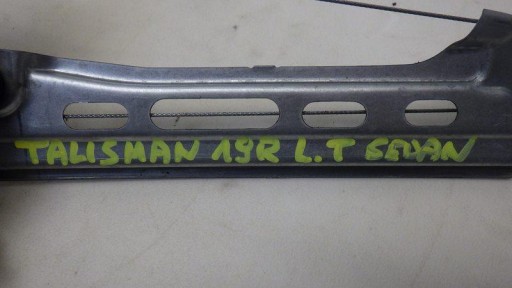 TALISMAN 19R L.T SEDAN